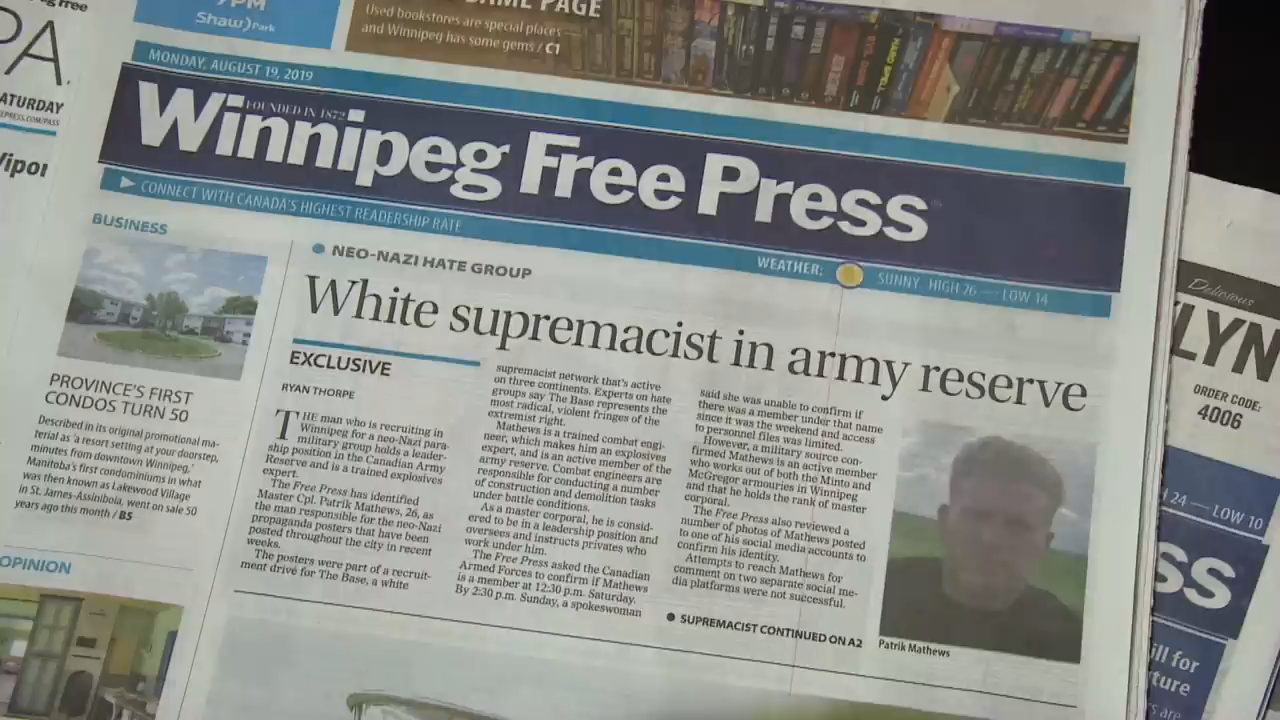 7PM
Shaw Park
SAME PAGE
Used bookstores are special places
and Winnipeg has some gems / C1
PA.
ATURDAY
EPRESS.COM/PASS
MONDAY, AUGUST 19, 2019
FOUNDED IN 1872
Winnipeg Free Press
CONNECT WITH CANADA'S HIGHEST READERSHIP RATE
WEATHER: SUNNY. HIGH 26 — LOW 14
BUSINESS
PROVINCE'S FIRST
CONDOS TURN 50
Described in its original promotional ma-
terial as 'a resort setting at your doorstep,
minutes from downtown Winnipeg,'
Manitoba's first condominiums in what
was then known as Lakewood Village
in St. James-Assiniboia, went on sale 50
years ago this month / B5
OPINION
NEO-NAZI HATE GROUP
White supremacist in army reserve
EXCLUSIVE
RYAN THORPE
THE man who is recruiting in
Winnipeg for a neo-Nazi para-
military group holds a leader-
ship position in the Canadian Army
Reserve and is a trained explosives
expert.
The Free Press has identified
Master Cpl. Patrik Mathews, 26, as
the man responsible for the neo-Nazi
propaganda posters that have been
posted throughout the city in recent
weeks.
The posters were part of a recruit-
ment drive for The Base, a white
supremacist network that's active
on three continents. Experts on hate
groups say The Base represents the
most radical, violent fringes of the
extremist right.
Mathews is a trained combat engi-
neer, which makes him an explosives
expert, and is an active member of the
army reserve. Combat engineers are
responsible for conducting a number
of construction and demolition tasks
under battle conditions.
As a master corporal, he is consid-
ered to be in a leadership position and
oversees and instructs privates who
work under him.
The Free Press asked the Canadian
Armed Forces to confirm if Mathews
is a member at 12:30 p.m. Saturday.
By 2:30 p.m. Sunday, a spokeswoman
said she was unable to confirm if
there was a member under that name
since it was the weekend and access
to personnel files was limited.
However, a military source con-
firmed Mathews is an active member
who works out of both the Minto and
McGregor armouries in Winnipeg
and that he holds the rank of master
corporal.
The Free Press also reviewed a
number of photos of Mathews posted
to one of his social media accounts to
confirm his identity.
Attempts to reach Mathews for
comment on two separate social me-
dia platforms were not successful.
SUPREMACIST CONTINUED ON A2
Patrik Mathews
Delicious
LYN
ORDER CODE:
4006
24 — LOW 10
ss
ill for
ture